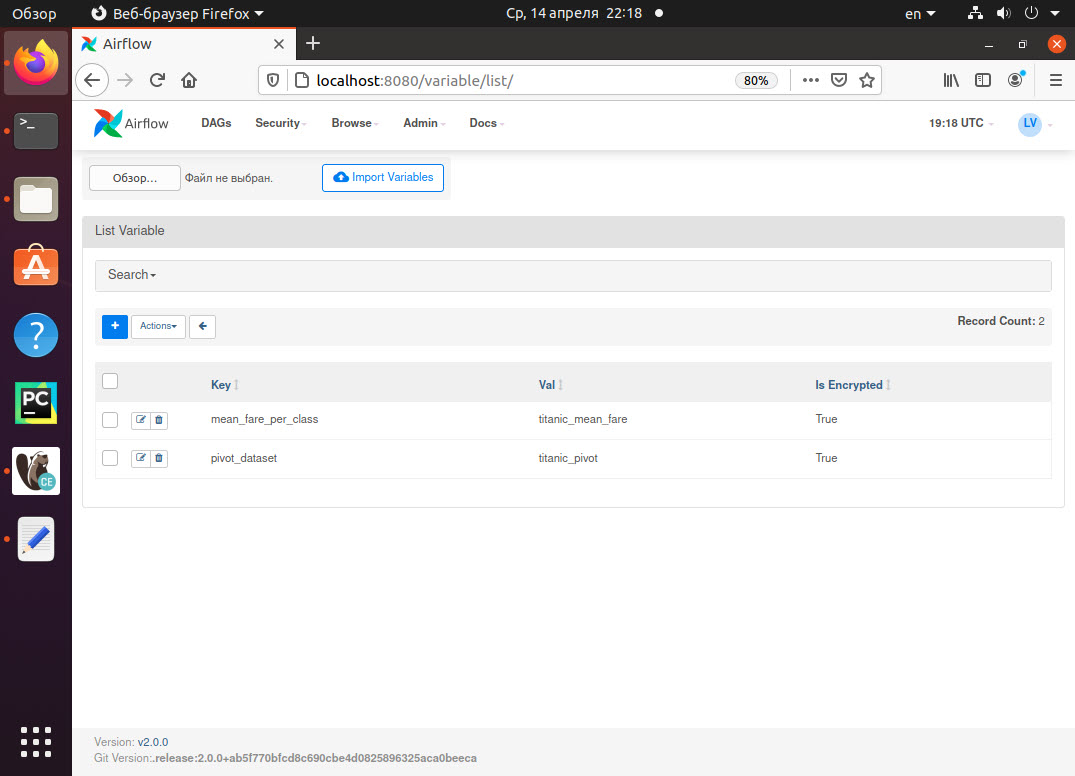 Обзор Веб-браузер Firefox Ср, 14 апреля 22:18 en
Airflow
localhost:8080/variable/list/ 80%
Airflow DAGs Security Browse Admin Docs 19:18 UTC LV
Обзор... Файл не выбран. Import Variables
List Variable
Search
+ Actions Record Count: 2
Key Val Is Encrypted
mean_fare_per_class titanic_mean_fare True
pivot_dataset titanic_pivot True
>_
?
PC
CE
Version: v2.0.0
Git Version:.release:2.0.0+ab5f770bfcd8c690cbe4d0825896325aca0beeca